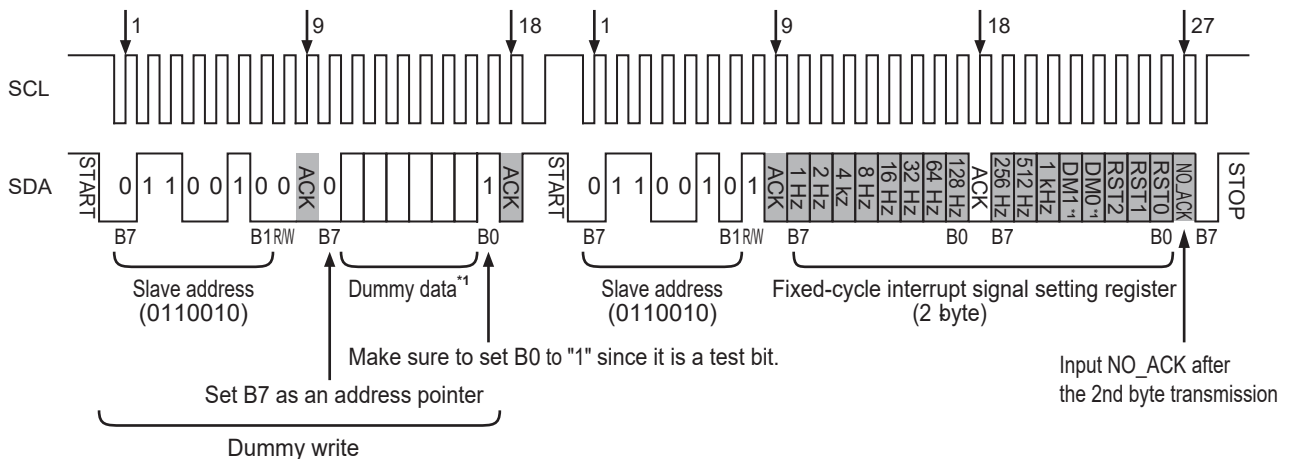 1 9 18 1 9 18 27
SCL
SDA START 0 1 1 0 0 1 0 0 ACK 0 1 ACK START 0 1 1 0 0 1 0 1 ACK 1 Hz 2 Hz 4 kz 8 Hz 16 Hz 32 Hz 64 Hz 128 Hz ACK 256 Hz 512 Hz 1 kHz DM1*1 DM0*1 RST2 RST1 RST0 NO_ACK STOP
B7 B1 R/W B7 B0 B7 B1 R/W B7 B0 B7 B0 B7
Slave address Dummy data*1 Slave address Fixed-cycle interrupt signal setting register
(0110010) (0110010) (2 byte)
Make sure to set B0 to "1" since it is a test bit.
Input NO_ACK after
the 2nd byte transmission
Set B7 as an address pointer
Dummy write